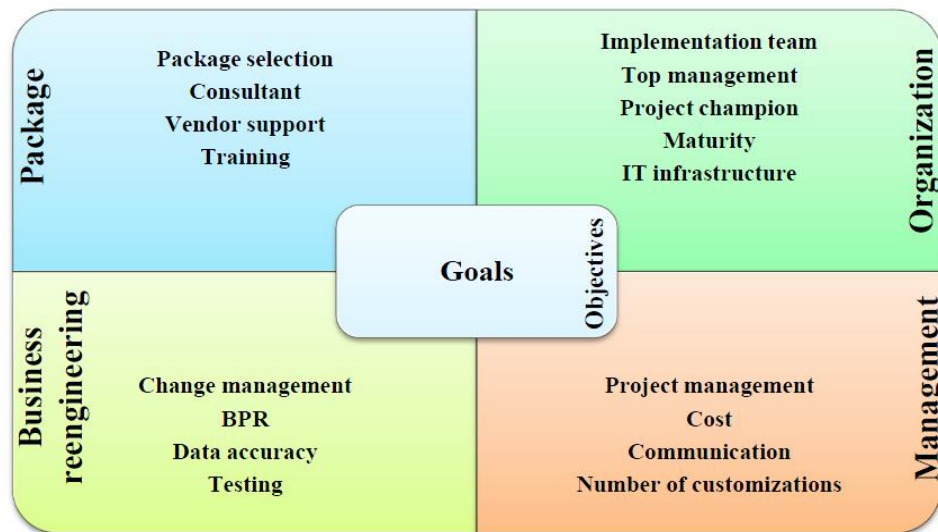 Package
Package selection
Consultant
Vendor support
Training
Organization
Implementation team
Top management
Project champion
Maturity
IT infrastructure
Goals
Objectives
Business
reengineering
Change management
BPR
Data accuracy
Testing
Management
Project management
Cost
Communication
Number of customizations